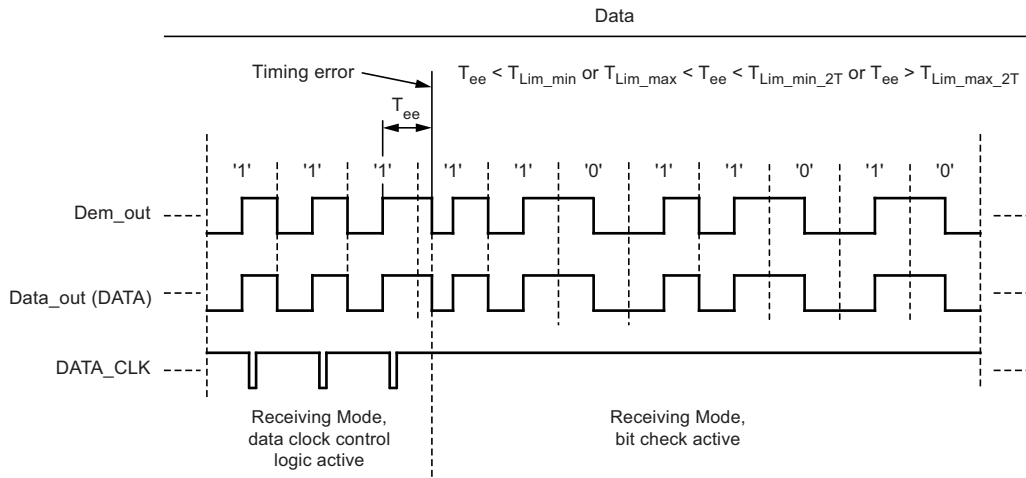 Data
Timing error
T_ee < T_Lim_min or T_Lim_max < T_ee < T_Lim_min_2T or T_ee > T_Lim_max_2T
T_ee
'1' '1' '1' '1' '1' '0' '1' '1' '0' '1' '0'
Dem_out
Data_out (DATA)
DATA_CLK
Receiving Mode,
data clock control
logic active
Receiving Mode,
bit check active